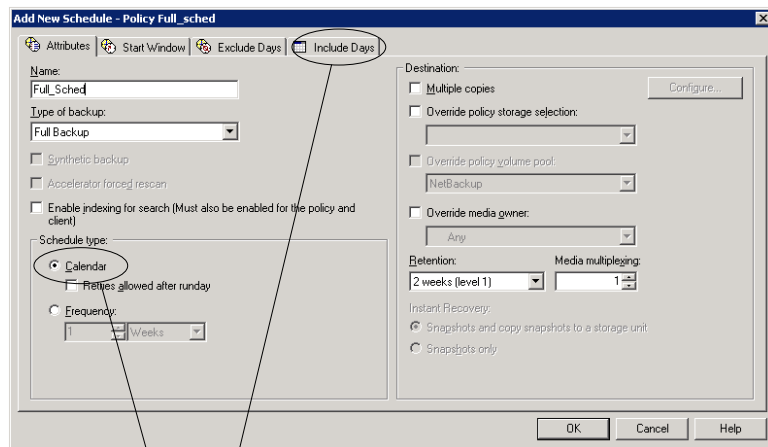 Add New Schedule - Policy Full_sched
Attributes
Start Window
Exclude Days
Include Days
Name:
Full_Sched
Type of backup:
Full Backup
Synthetic backup
Accelerator forced rescan
Enable indexing for search (Must also be enabled for the policy and
client)
Schedule type:
Calendar
Retries allowed after runday
Frequency:
1
Weeks
Destination:
Multiple copies
Configure...
Override policy storage selection:
Override policy volume pool:
NetBackup
Override media owner:
Any
Retention:
Media multiplexing:
2 weeks (level 1)
1
Instant Recovery:
Snapshots and copy snapshots to a storage unit
Snapshots only
OK
Cancel
Help